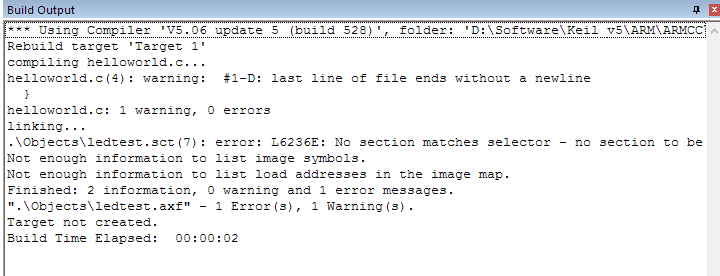 Build Output
*** Using Compiler 'V5.06 update 5 (build 528)', folder: 'D:\Software\Keil v5\ARM\ARMCC
Rebuild target 'Target 1'
compiling helloworld.c...
helloworld.c(4): warning:  #1-D: last line of file ends without a newline
  }
helloworld.c: 1 warning, 0 errors
linking...
.\Objects\ledtest.sct(7): error: L6236E: No section matches selector - no section to be
Not enough information to list image symbols.
Not enough information to list load addresses in the image map.
Finished: 2 information, 0 warning and 1 error messages.
".\Objects\ledtest.axf" - 1 Error(s), 1 Warning(s).
Target not created.
Build Time Elapsed:  00:00:02